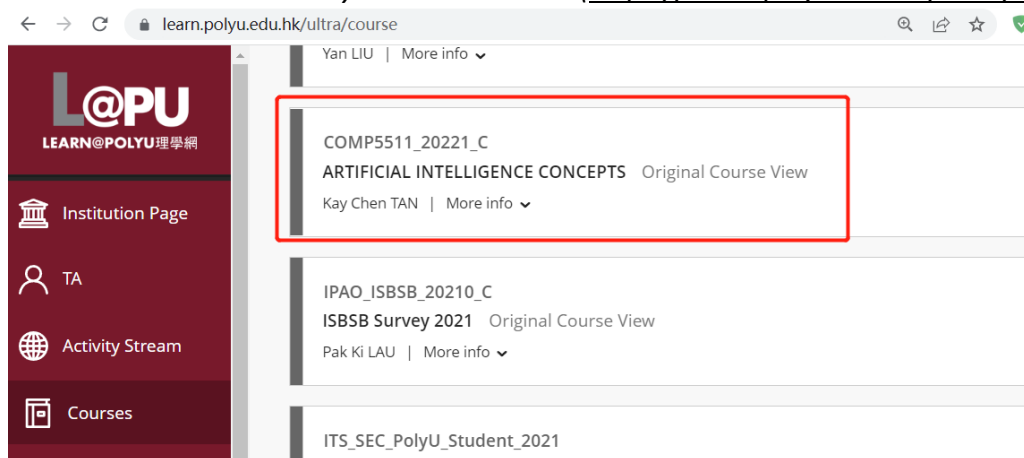 learn.polyu.edu.hk/ultra/course
L@PU
LEARN@POLYU理學網
Institution Page
TA
Activity Stream
Courses
Yan LIU | More info
COMP5511_20221_C
ARTIFICIAL INTELLIGENCE CONCEPTS Original Course View
Kay Chen TAN | More info
IPAO_ISBSB_20210_C
ISBSB Survey 2021 Original Course View
Pak Ki LAU | More info
ITS_SEC_PolyU_Student_2021